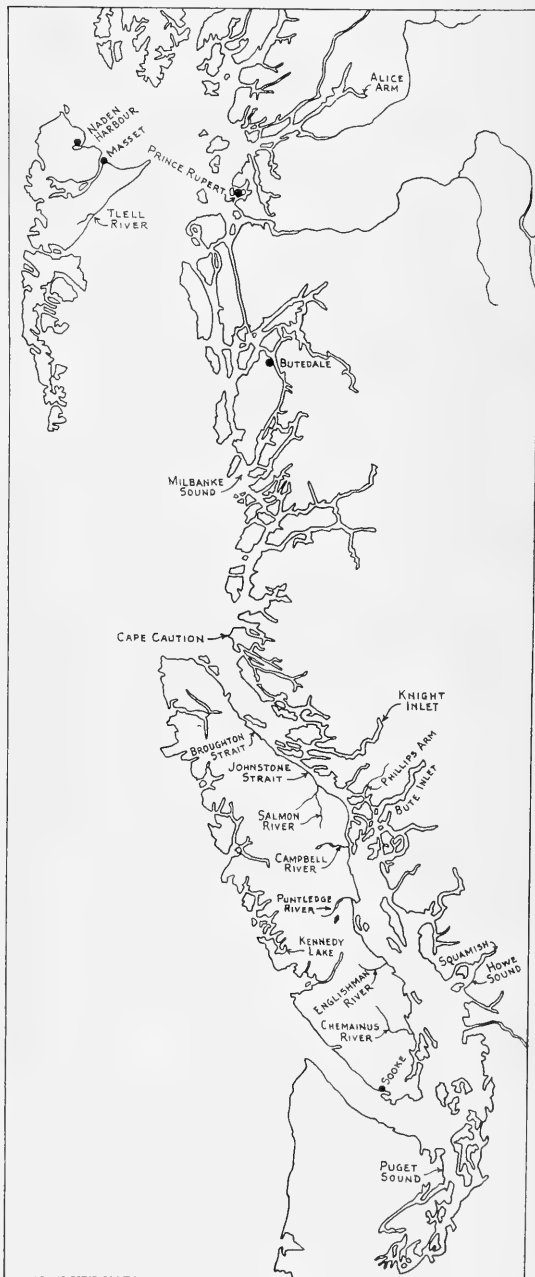 ALICE
ARM
NADEN
HARBOUR
MASSET
PRINCE RUPERT
TLELL
RIVER
BUTEDALE
MILBANKE
SOUND
CAPE CAUTION
KNIGHT
INLET
BROUGHTON
STRAIT
PHILLIPS ARM
JOHNSTONE
STRAIT
BUTE INLET
SALMON
RIVER
CAMPBELL
RIVER
PUNTLEDGE
RIVER
KENNEDY
LAKE
SQUAMISH
HOWE
SOUND
ENGLISHMAN
RIVER
CHEMAINUS
RIVER
SOOKE
PUGET
SOUND